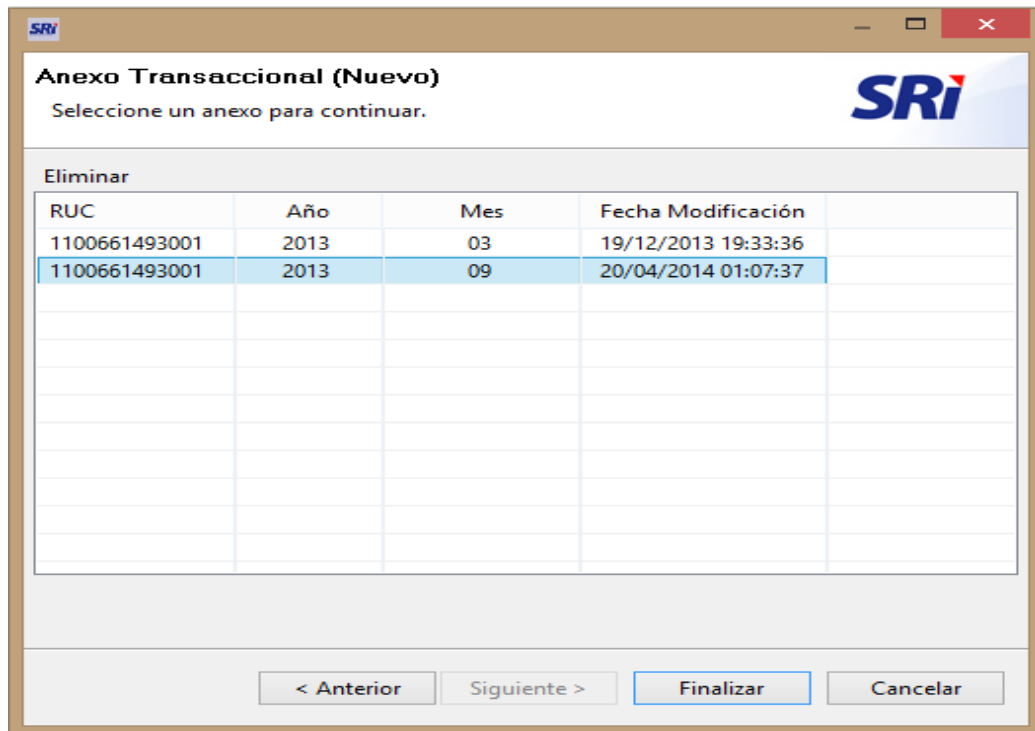 SRi
Anexo Transaccional (Nuevo)
Seleccione un anexo para continuar.
SRi
Eliminar
RUC Año Mes Fecha Modificación
1100661493001 2013 03 19/12/2013 19:33:36
1100661493001 2013 09 20/04/2014 01:07:37
< Anterior Siguiente > Finalizar Cancelar